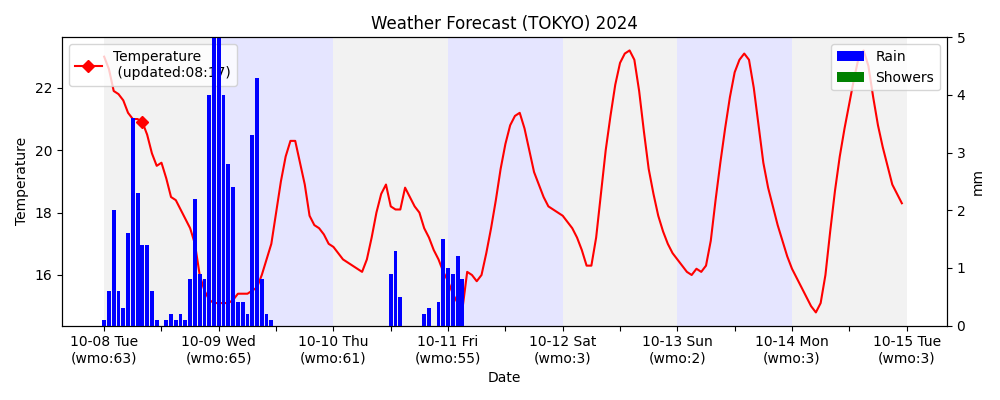 Weather Forecast (TOKYO) 2024
Temperature
(updated:08:17)
Rain
Showers
Temperature
22
20
18
16
5
4
3
2
1
0
mm
10-08 Tue
(wmo:63)
10-09 Wed
(wmo:65)
10-10 Thu
(wmo:61)
10-11 Fri
(wmo:55)
10-12 Sat
(wmo:3)
10-13 Sun
(wmo:2)
10-14 Mon
(wmo:3)
10-15 Tue
(wmo:3)
Date